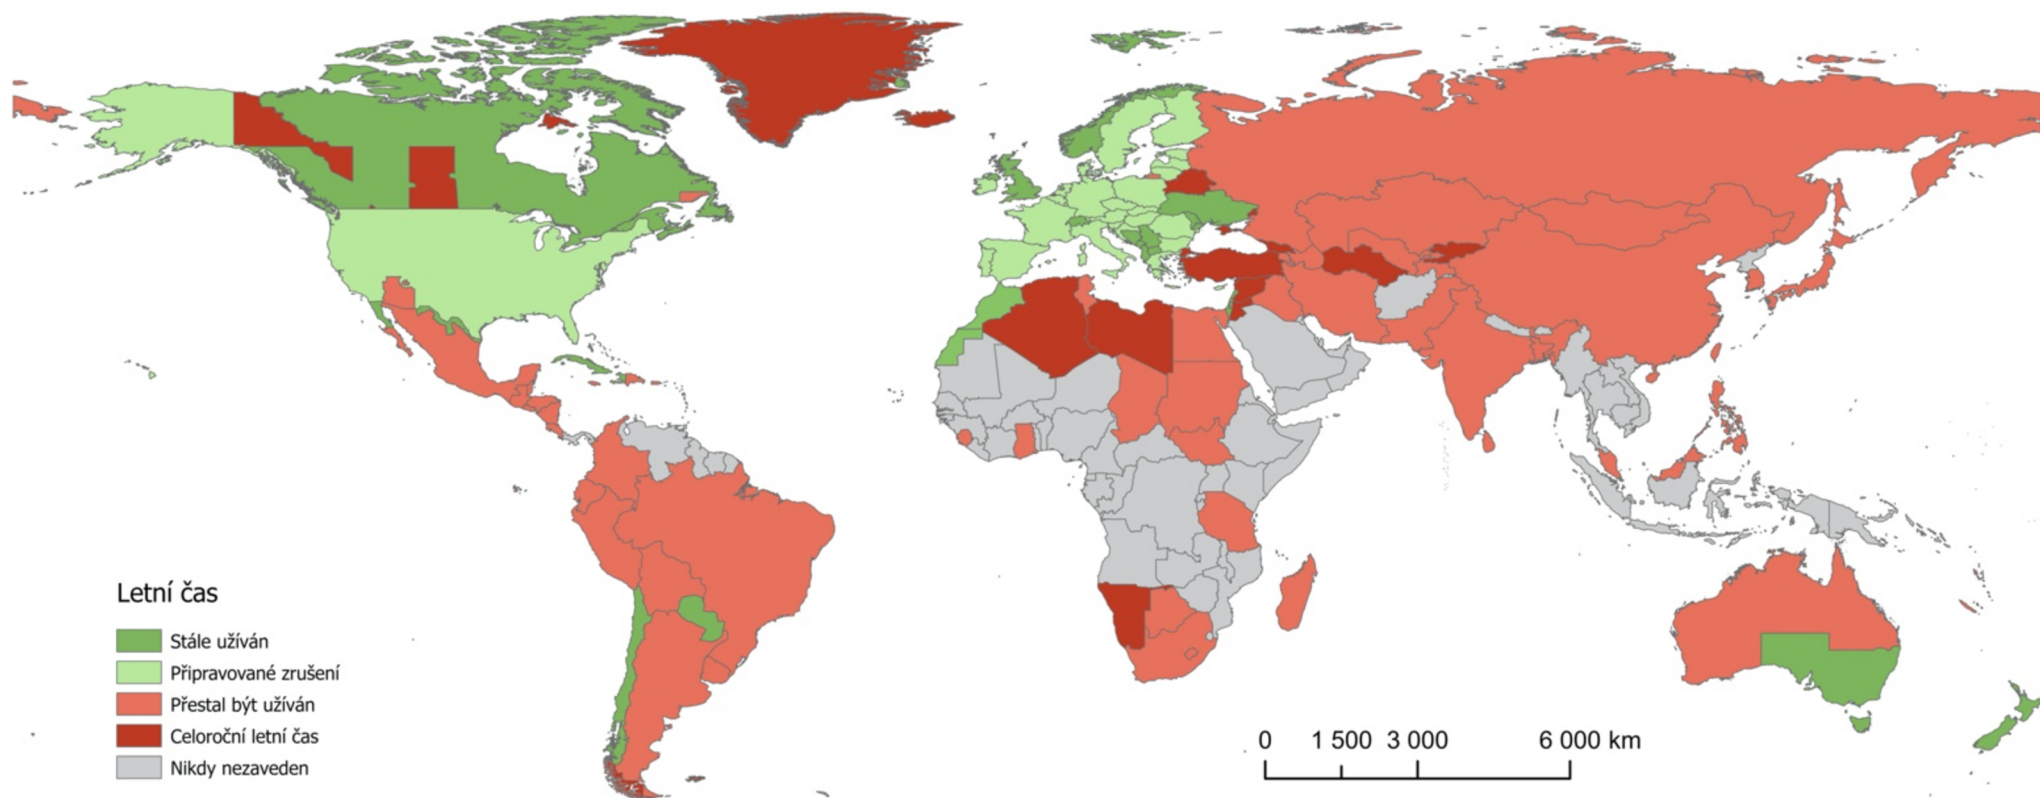 Letní čas
Stále užíván
Připravované zrušení
Přestal být užíván
Celoroční letní čas
Nikdy nezaveden
0 1 500 3 000 6 000 km